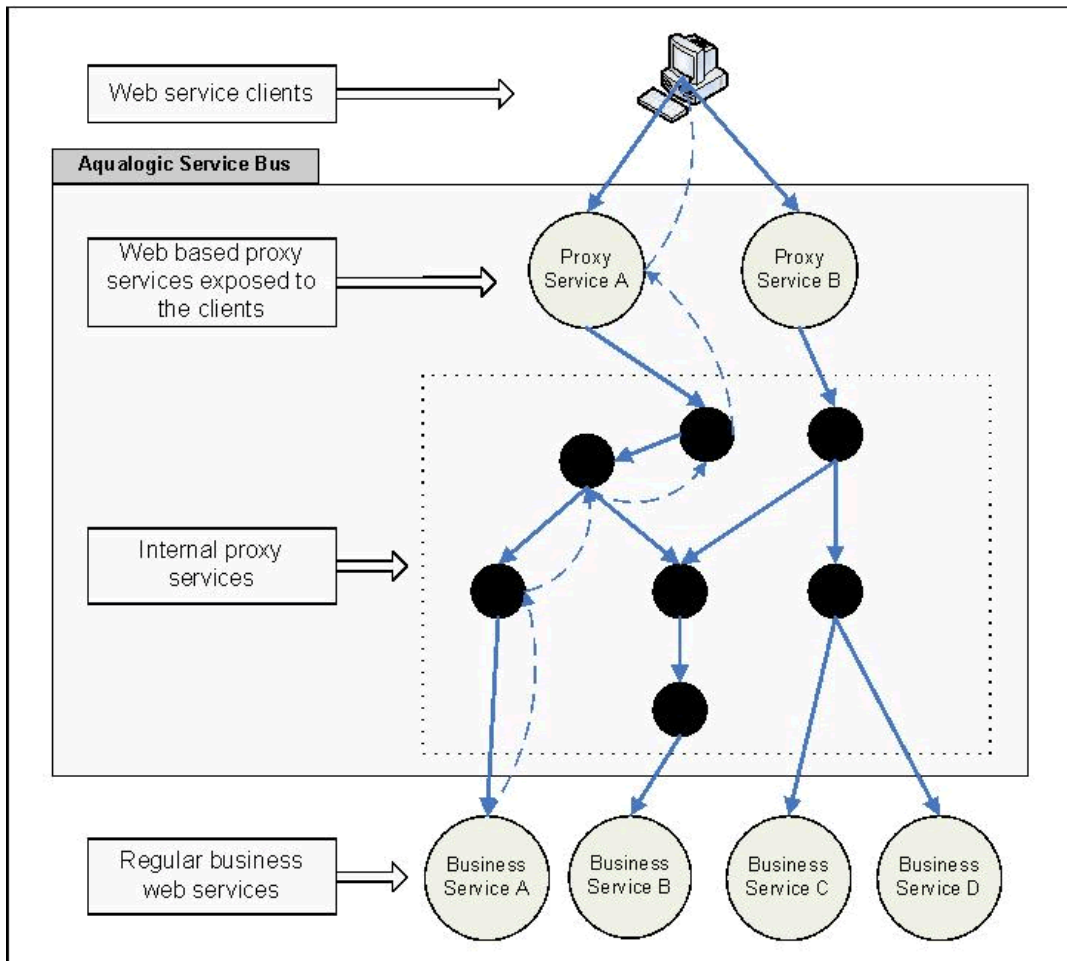 Web service clients
Aqualogic Service Bus
Web based proxy
services exposed to
the clients
Proxy
Service A
Proxy
Service B
Internal proxy
services
Regular business
web services
Business
Service A
Business
Service B
Business
Service C
Business
Service D